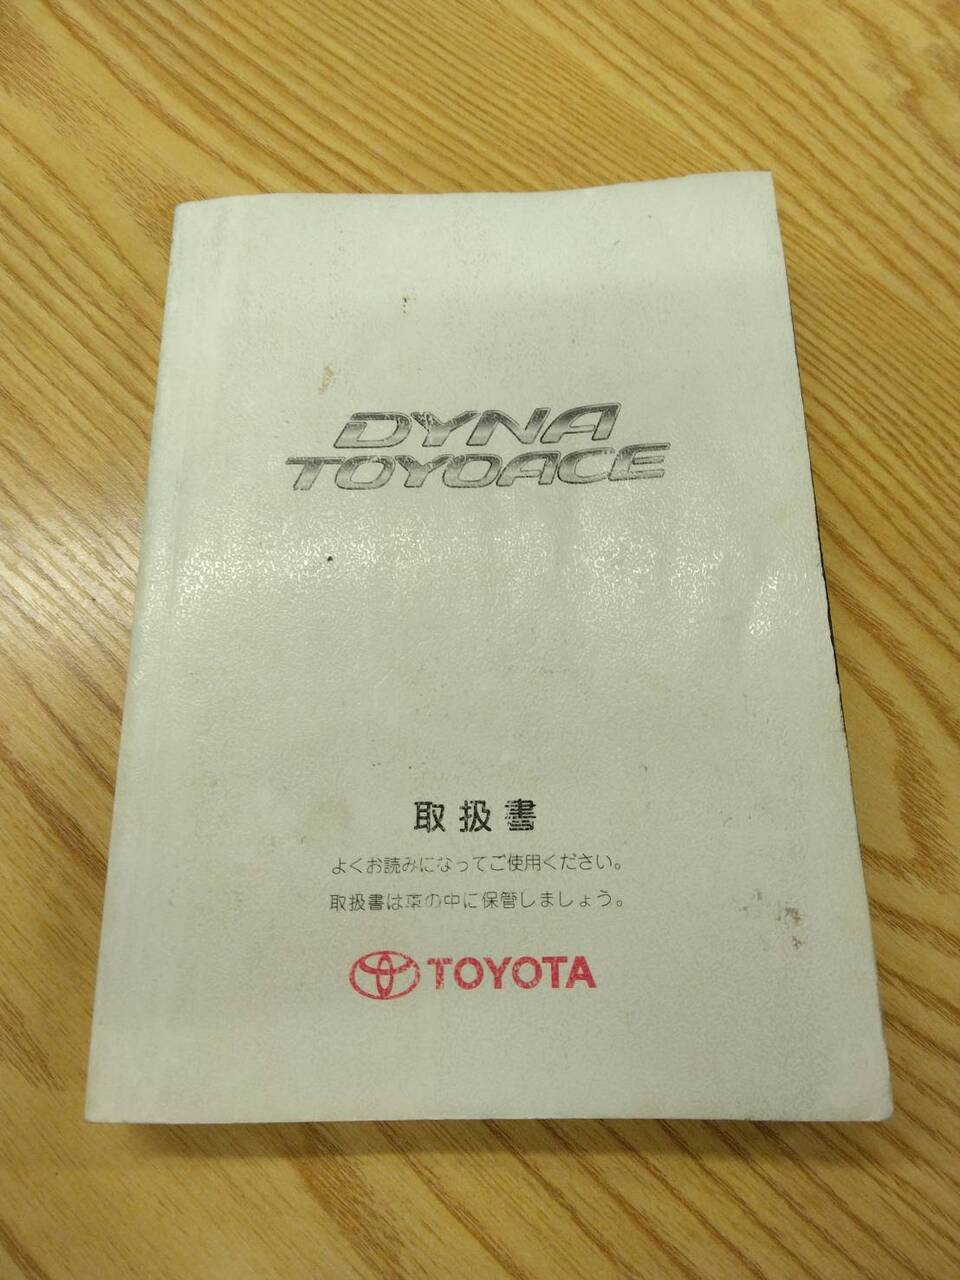 DYNA
TOYOACE
取扱書
よくお読みになってご使用ください。
取扱書は車の中に保管しましょう。
TOYOTA